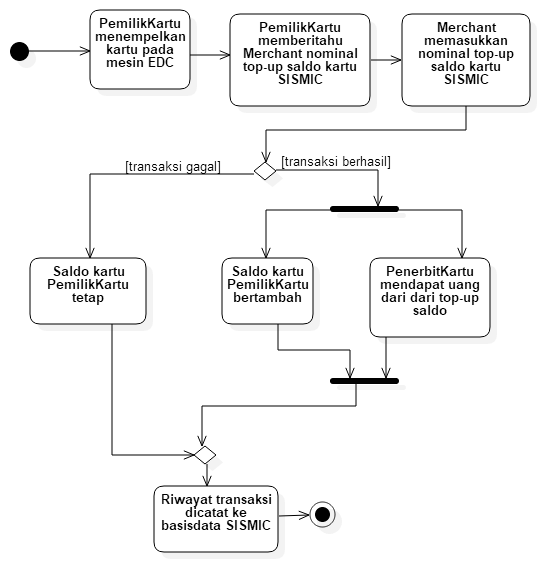 PemilikKartu
menempelkan
kartu pada
mesin EDC
PemilikKartu
memberitahu
Merchant nominal
top-up saldo kartu
SISMIC
Merchant
memasukkan
nominal top-up
saldo kartu
SISMIC
[transaksi gagal]
[transaksi berhasil]
Saldo kartu
PemilikKartu
tetap
Saldo kartu
PemilikKartu
bertambah
PenerbitKartu
mendapat uang
dari dari top-up
saldo
Riwayat transaksi
dicatat ke
basisdata SISMIC